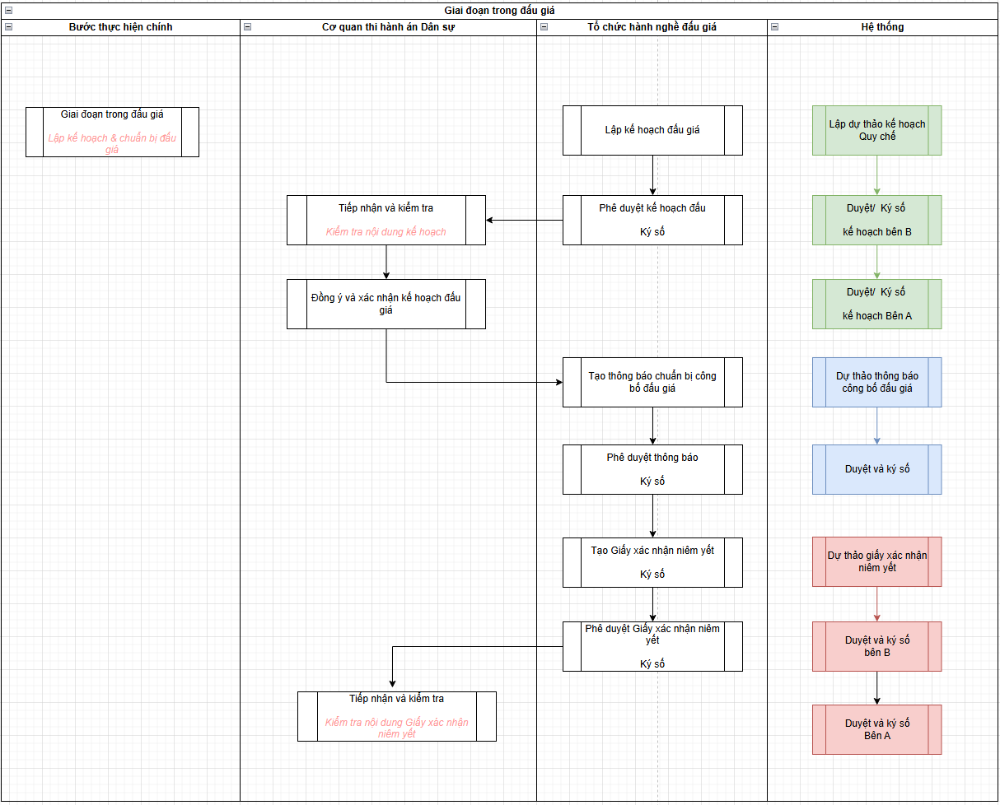 Giai đoạn trong đấu giá
Bước thực hiện chính
Cơ quan thi hành án Dân sự
Tổ chức hành nghề đấu giá
Hệ thống
Giai đoạn trong đấu giá
Lập kế hoạch & chuẩn bị đấu
giá
Lập kế hoạch đấu giá
Lập dự thảo kế hoạch
Quy chế
Tiếp nhận và kiểm tra
Kiểm tra nội dung kế hoạch
Phê duyệt kế hoạch đấu
Ký số
Duyệt/ Ký số
kế hoạch bên B
Đồng ý và xác nhận kế hoạch đấu
giá
Duyệt/ Ký số
kế hoạch Bên A
Tạo thông báo chuẩn bị công
bố đấu giá
Dự thảo thông báo
công bố đấu giá
Phê duyệt thông báo
Ký số
Duyệt và ký số
Tạo Giấy xác nhận niêm yết
Ký số
Dự thảo giấy xác nhận
niêm yết
Phê duyệt Giấy xác nhận niêm
yết
Ký số
Duyệt và ký số
bên B
Tiếp nhận và kiểm tra
Kiểm tra nội dung Giấy xác nhận
niêm yết
Duyệt và ký số
Bên A